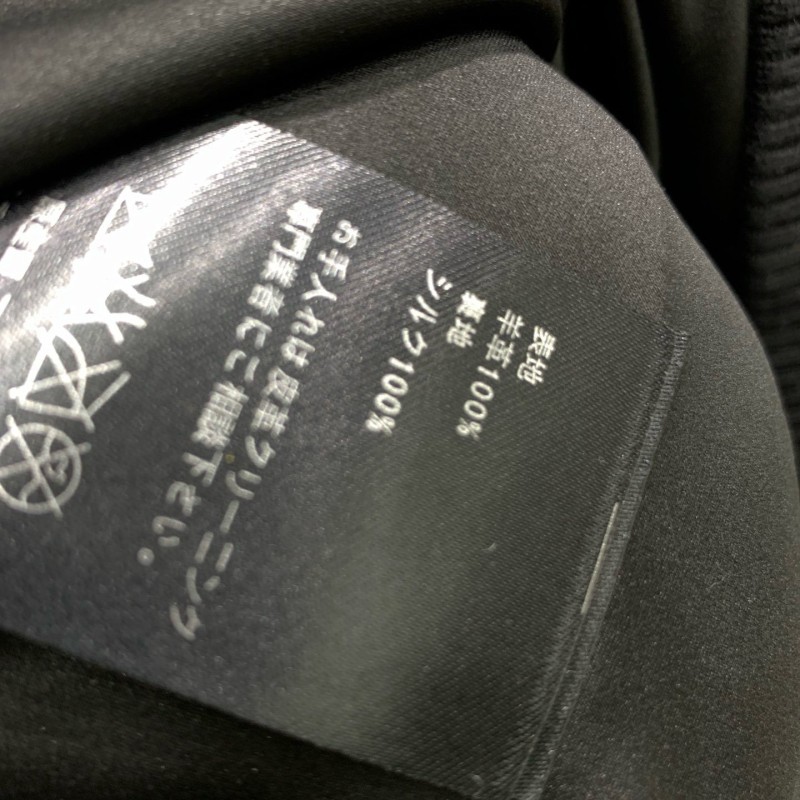 表地
羊革100%
裏地
シルク100%
お手入れは皮革クリーニング
専門業者にご相談下さい。